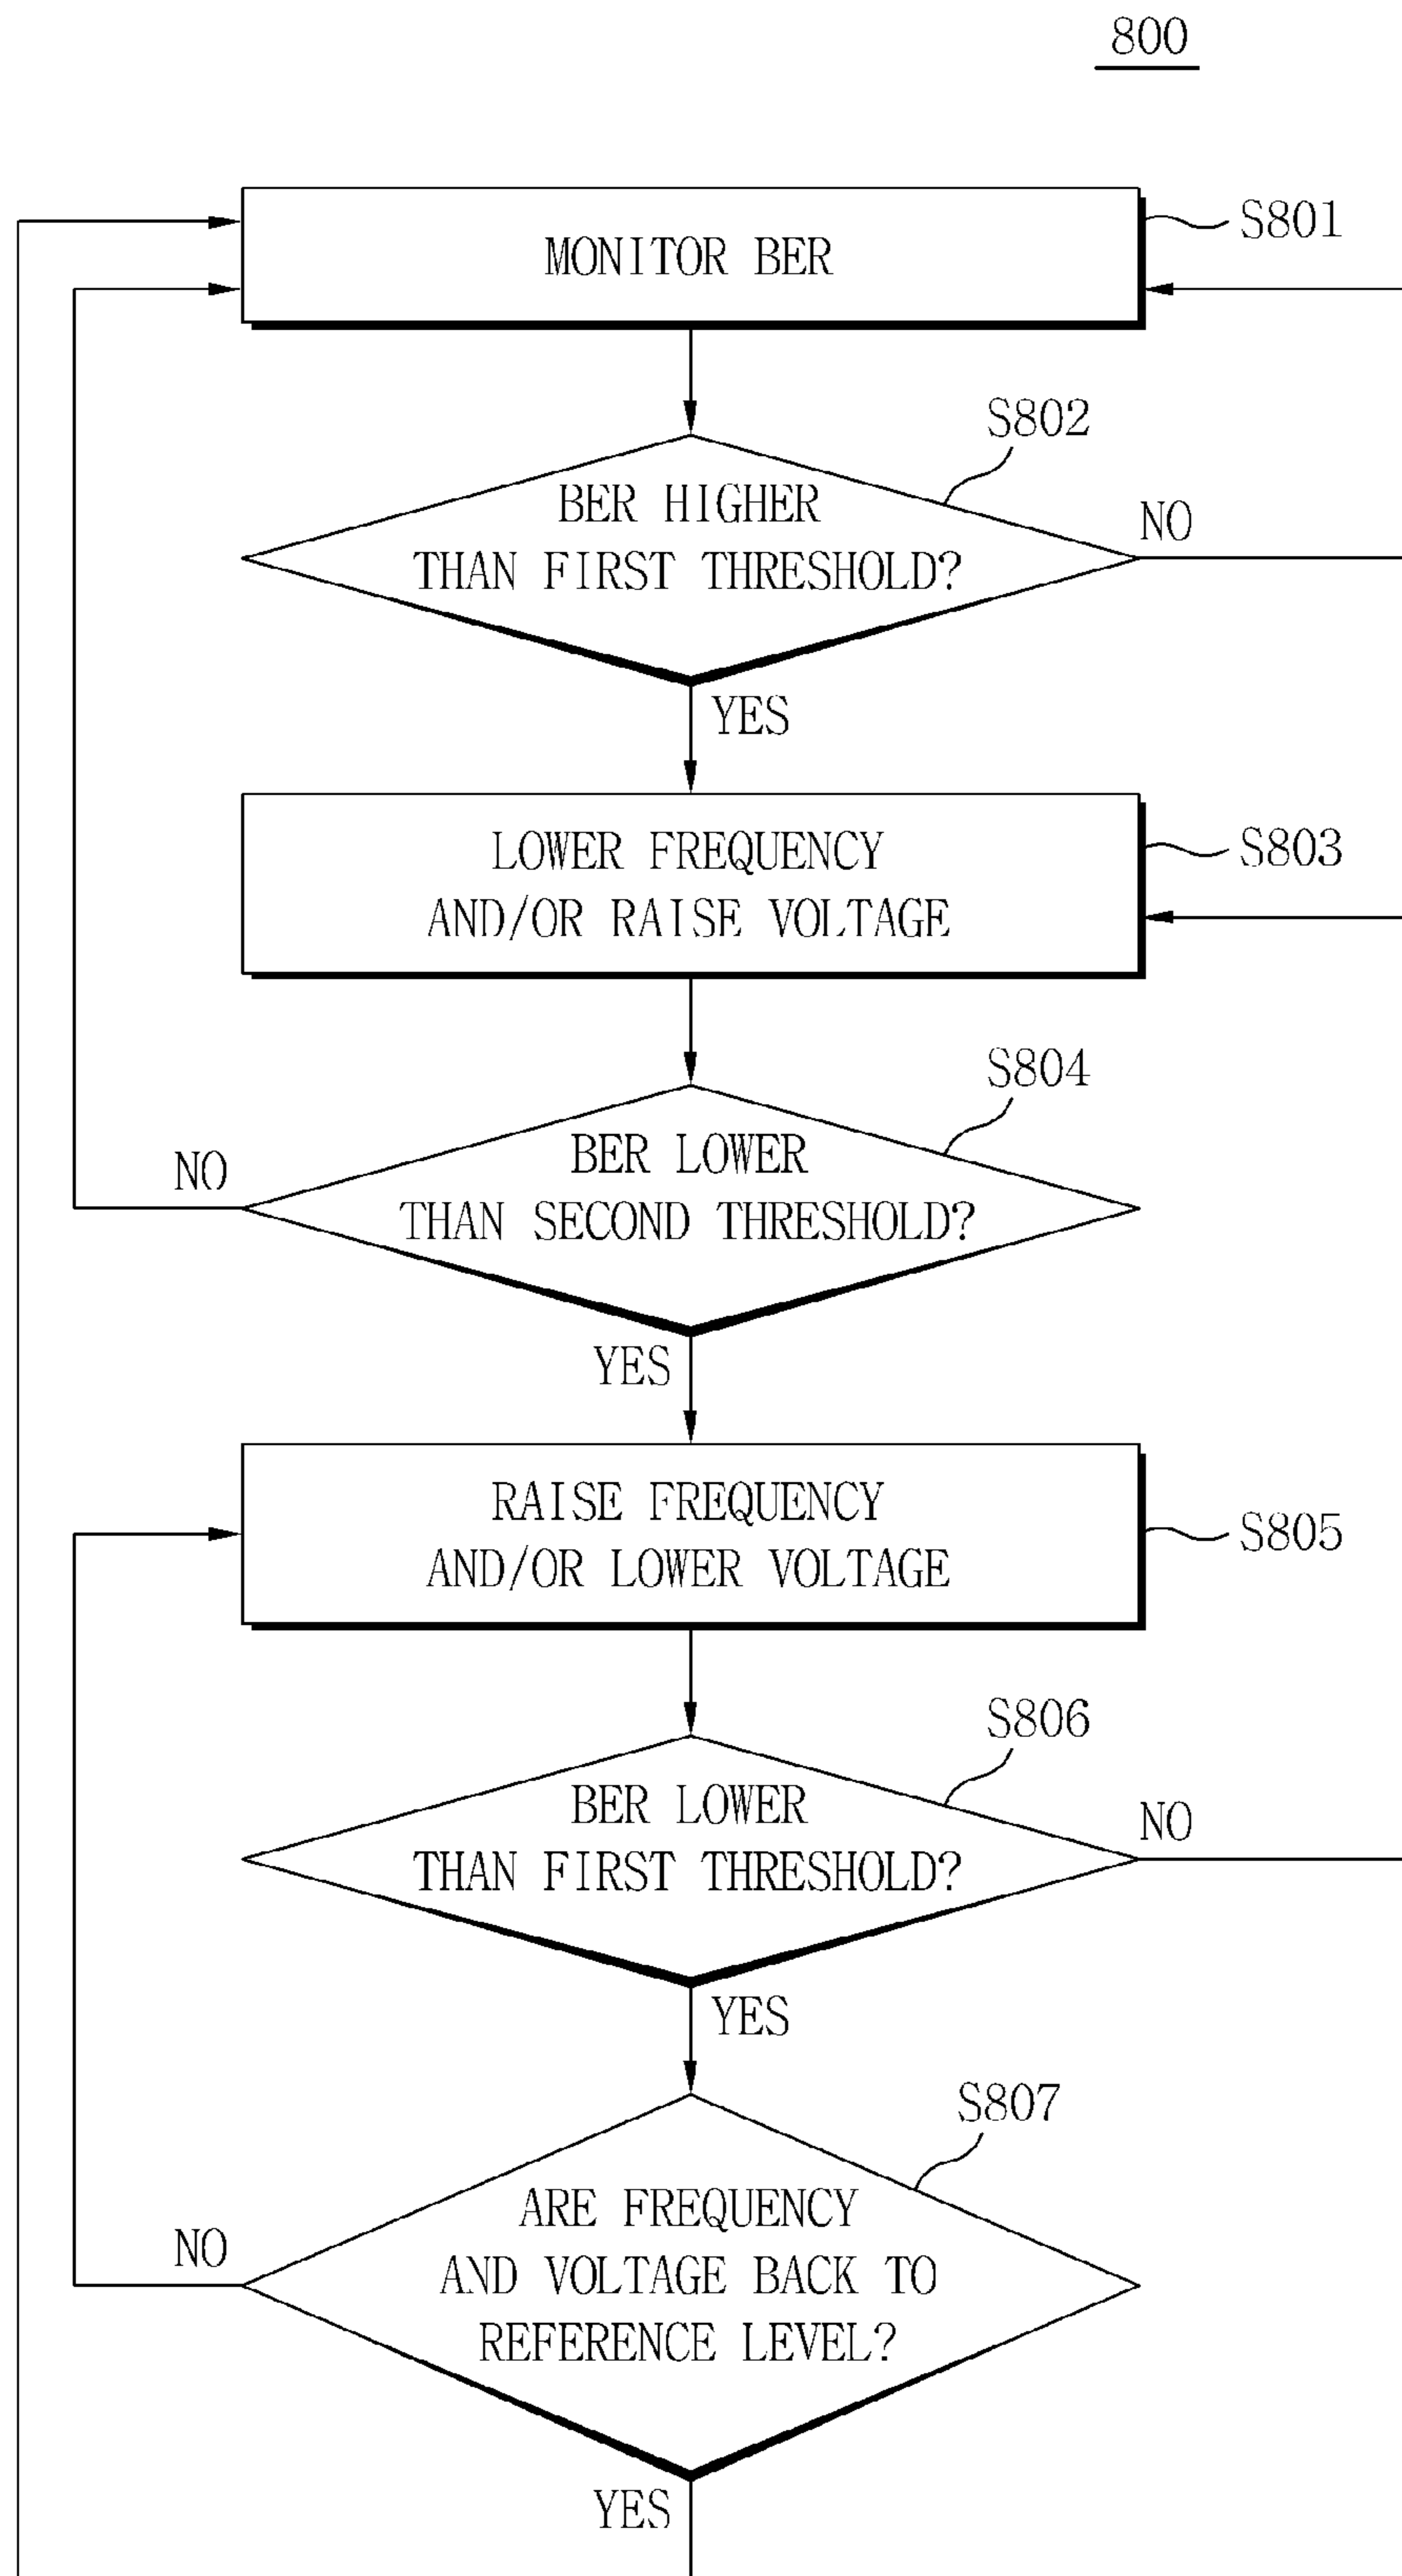 800
MONITOR BER
S801
S802
BER HIGHER
THAN FIRST THRESHOLD?
NO
YES
LOWER FREQUENCY
AND/OR RAISE VOLTAGE
S803
S804
BER LOWER
THAN SECOND THRESHOLD?
NO
YES
RAISE FREQUENCY
AND/OR LOWER VOLTAGE
S805
S806
BER LOWER
THAN FIRST THRESHOLD?
NO
YES
S807
ARE FREQUENCY
AND VOLTAGE BACK TO
REFERENCE LEVEL?
NO
YES